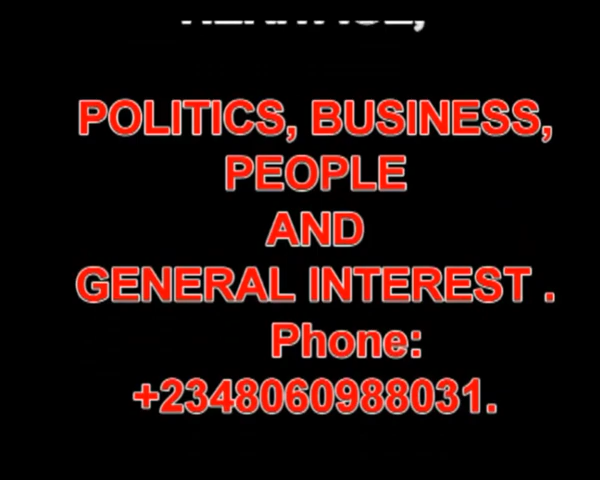 POLITICS, BUSINESS,
PEOPLE
AND
GENERAL INTEREST .
Phone:
+2348060988031.